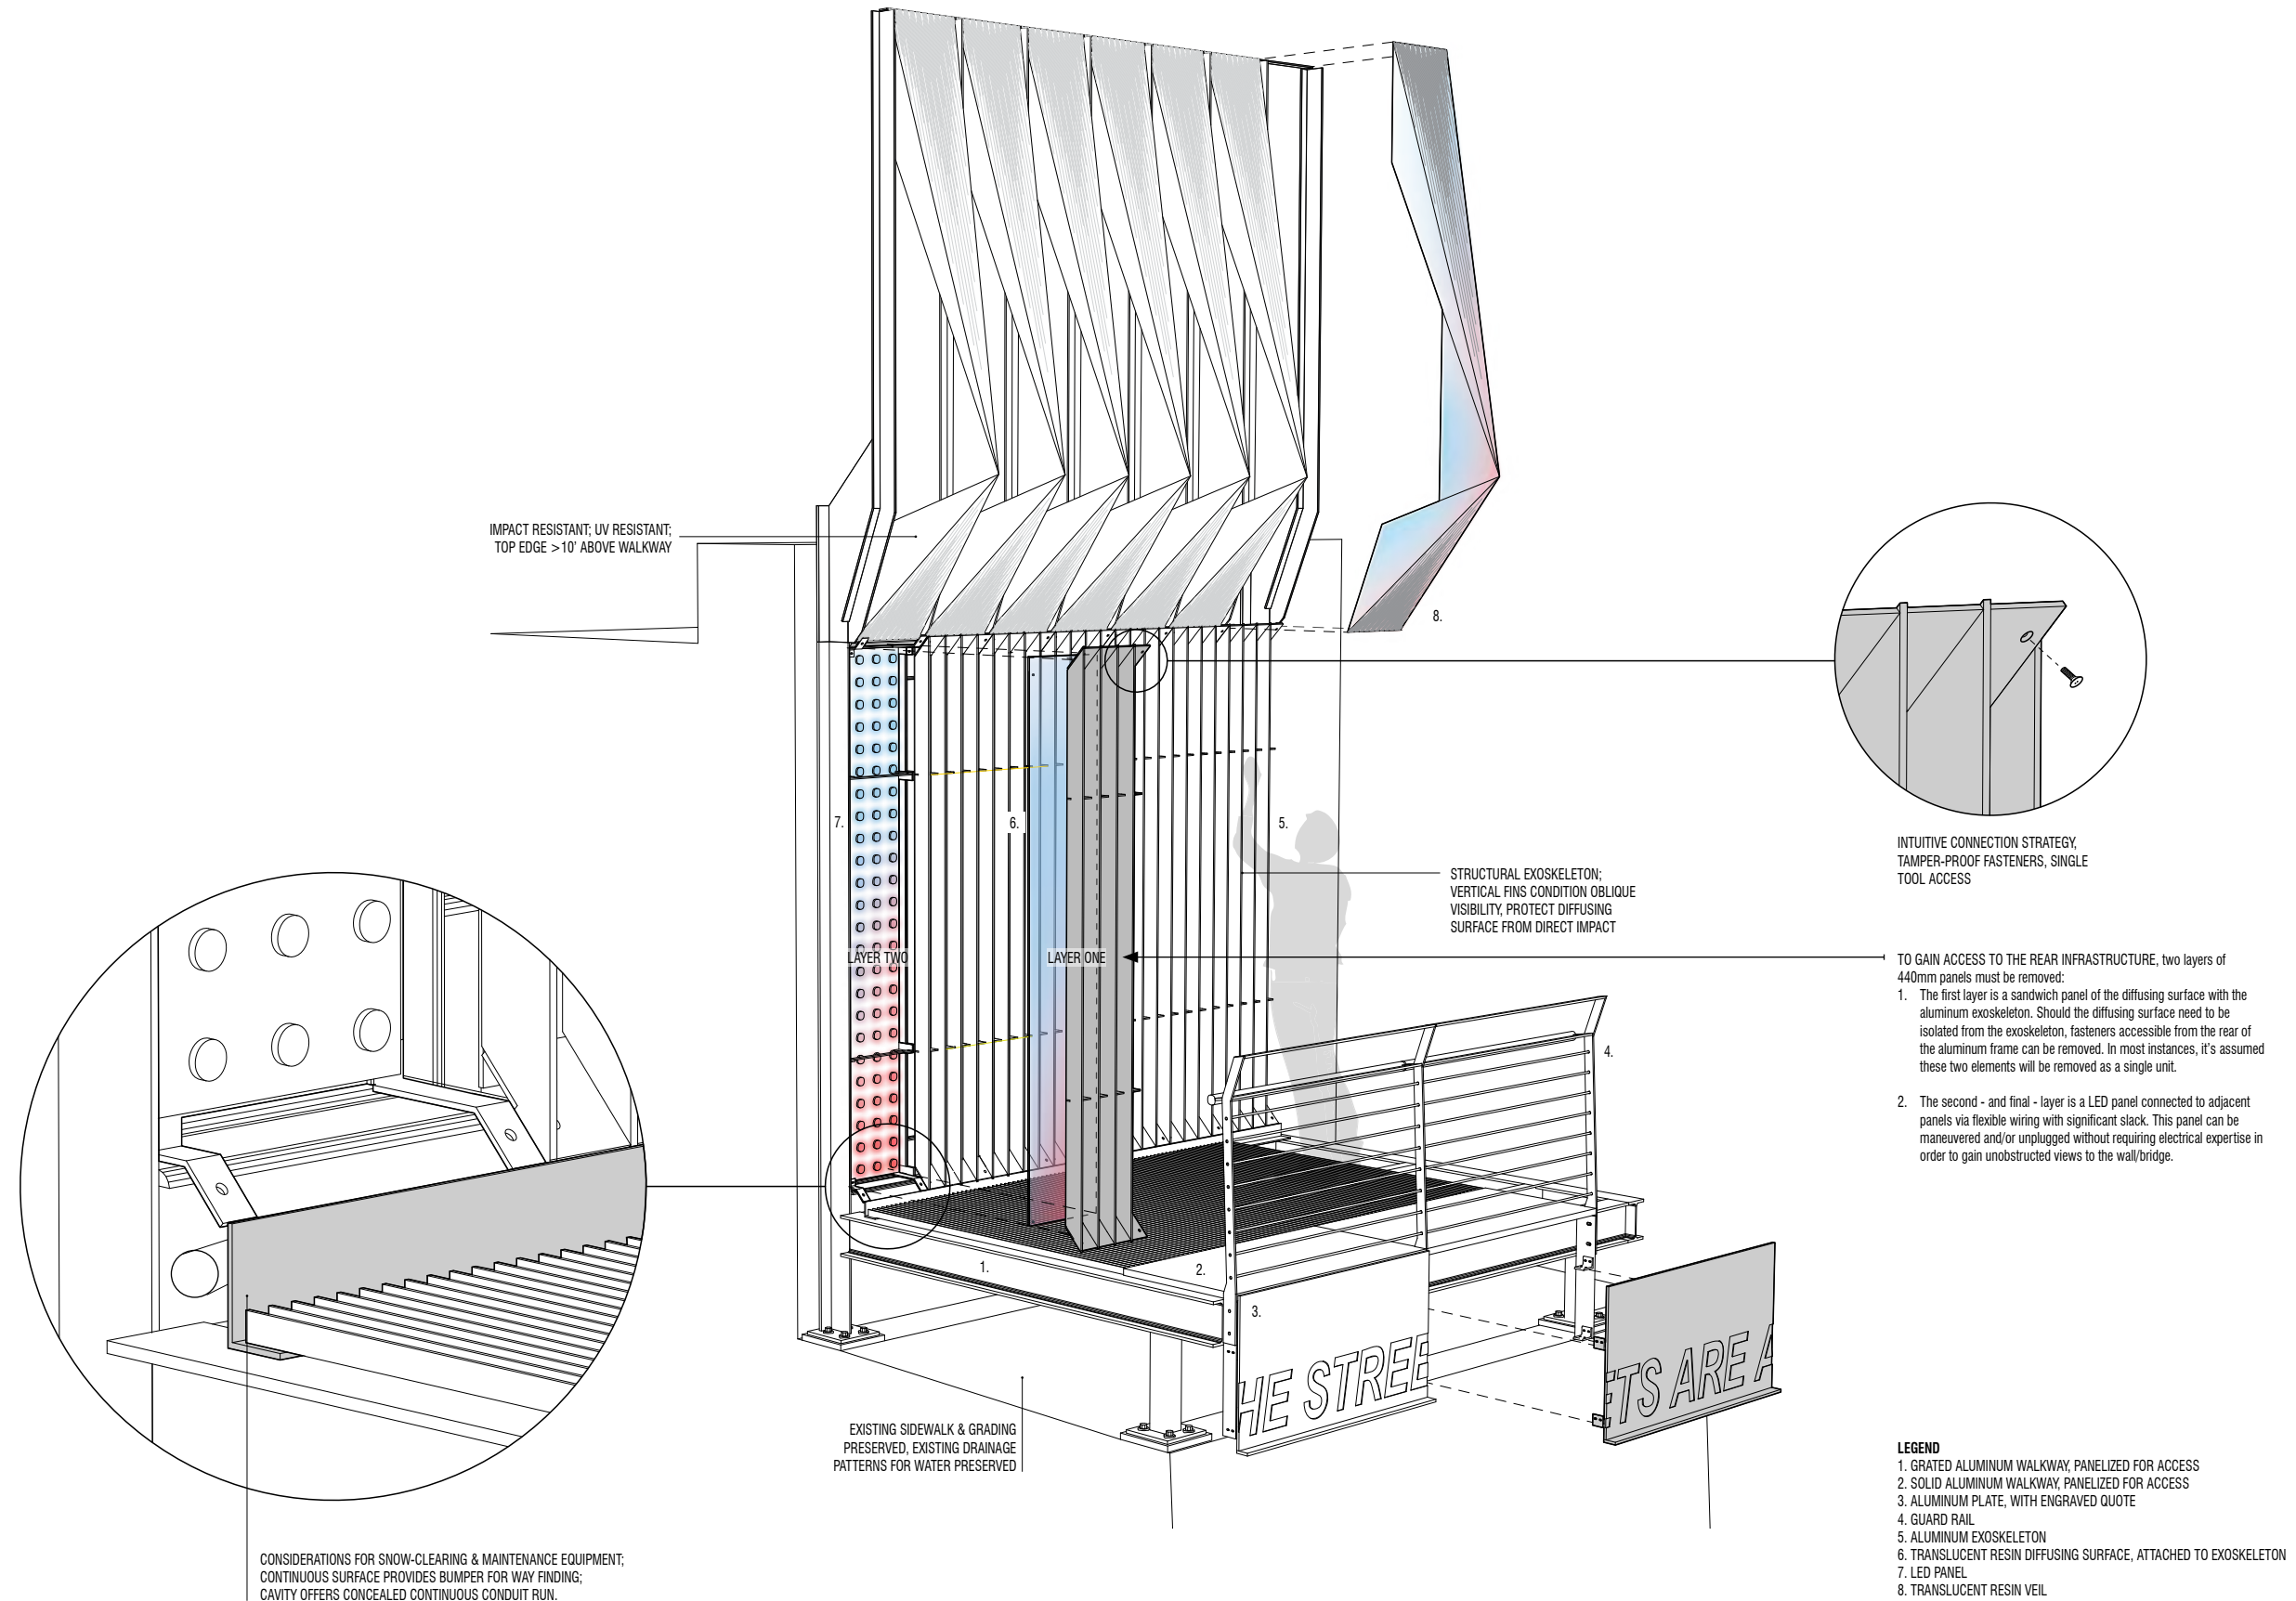 IMPACT RESISTANT; UV RESISTANT;
TOP EDGE >10' ABOVE WALKWAY
8.
7.
6.
5.
LAYER TWO
LAYER ONE
STRUCTURAL EXOSKELETON;
VERTICAL FINS CONDITION OBLIQUE
VISIBILITY, PROTECT DIFFUSING
SURFACE FROM DIRECT IMPACT
INTUITIVE CONNECTION STRATEGY,
TAMPER-PROOF FASTENERS, SINGLE
TOOL ACCESS
TO GAIN ACCESS TO THE REAR INFRASTRUCTURE, two layers of
440mm panels must be removed:
1. The first layer is a sandwich panel of the diffusing surface with the
aluminum exoskeleton. Should the diffusing surface need to be
isolated from the exoskeleton, fasteners accessible from the rear of
the aluminum frame can be removed. In most instances, it's assumed
these two elements will be removed as a single unit.
2. The second - and final - layer is a LED panel connected to adjacent
panels via flexible wiring with significant slack. This panel can be
maneuvered and/or unplugged without requiring electrical expertise in
order to gain unobstructed views to the wall/bridge.
4.
1.
2.
3.
HE STREE
ETS ARE A
EXISTING SIDEWALK & GRADING
PRESERVED, EXISTING DRAINAGE
PATTERNS FOR WATER PRESERVED
CONSIDERATIONS FOR SNOW-CLEARING & MAINTENANCE EQUIPMENT;
CONTINUOUS SURFACE PROVIDES BUMPER FOR WAY FINDING;
CAVITY OFFERS CONCEALED CONTINUOUS CONDUIT RUN.
LEGEND
1. GRATED ALUMINUM WALKWAY, PANELIZED FOR ACCESS
2. SOLID ALUMINUM WALKWAY, PANELIZED FOR ACCESS
3. ALUMINUM PLATE, WITH ENGRAVED QUOTE
4. GUARD RAIL
5. ALUMINUM EXOSKELETON
6. TRANSLUCENT RESIN DIFFUSING SURFACE, ATTACHED TO EXOSKELETON
7. LED PANEL
8. TRANSLUCENT RESIN VEIL